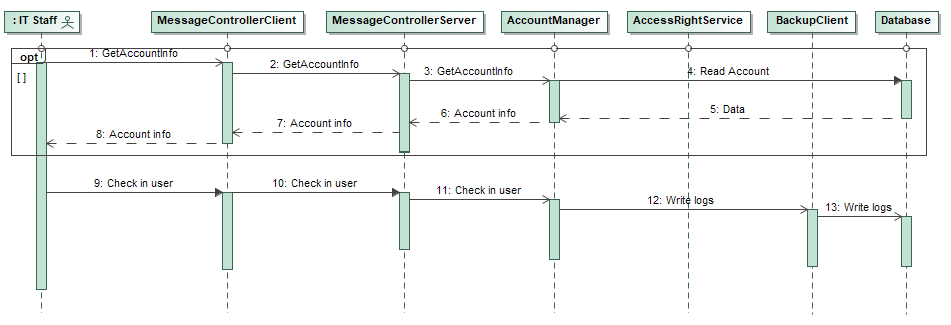 : IT Staff
MessageControllerClient
MessageControllerServer
AccountManager
AccessRightService
BackupClient
Database
opt
[ ]
1: GetAccountInfo
2: GetAccountInfo
3: GetAccountInfo
4: Read Account
5: Data
6: Account info
7: Account info
8: Account info
9: Check in user
10: Check in user
11: Check in user
12: Write logs
13: Write logs